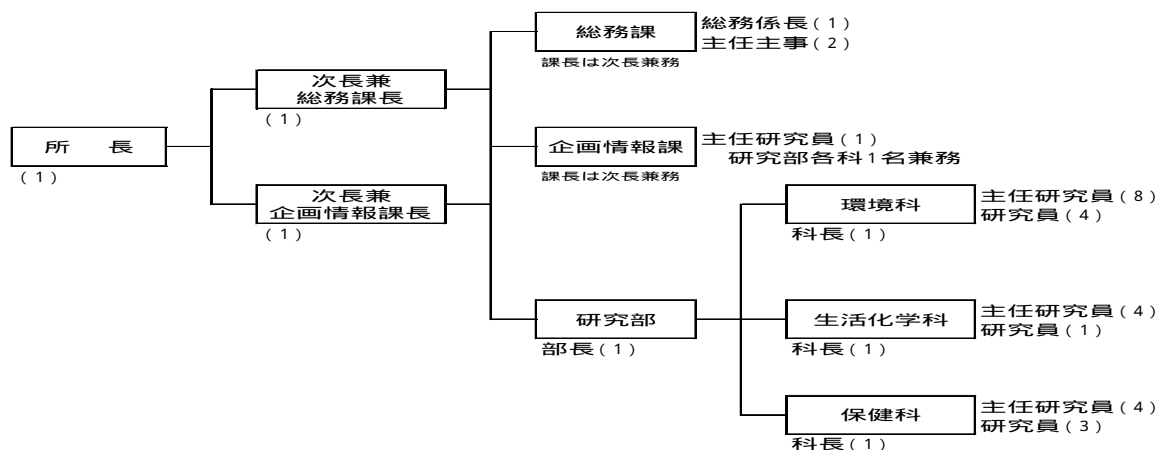 所　　長
(1)
次長兼
総務課長
(1)
次長兼
企画情報課長
(1)
総務課
課長は次長兼務
総務係長(1)
主任主事(2)
企画情報課
課長は次長兼務
主任研究員(1)
研究部各科1名兼務
研究部
部長(1)
環境科
科長(1)
主任研究員(8)
研究員(4)
生活化学科
科長(1)
主任研究員(4)
研究員(1)
保健科
科長(1)
主任研究員(4)
研究員(3)